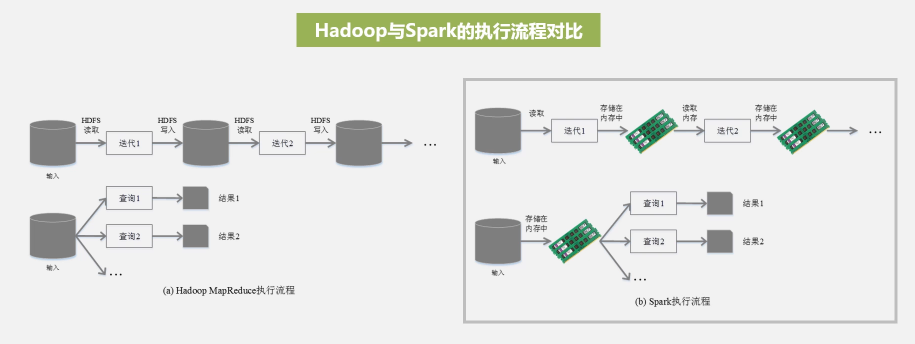 Hadoop与Spark的执行流程对比
HDFS
读取
HDFS
写入
HDFS
读取
HDFS
写入
迭代1
迭代2
…
输入
查询1
结果1
查询2
结果2
…
输入
(a) Hadoop MapReduce执行流程
读取
存储在
内存中
读取
内存
存储在
内存中
迭代1
迭代2
…
输入
查询1
结果1
存储在
内存中
查询2
结果2
…
输入
(b) Spark执行流程